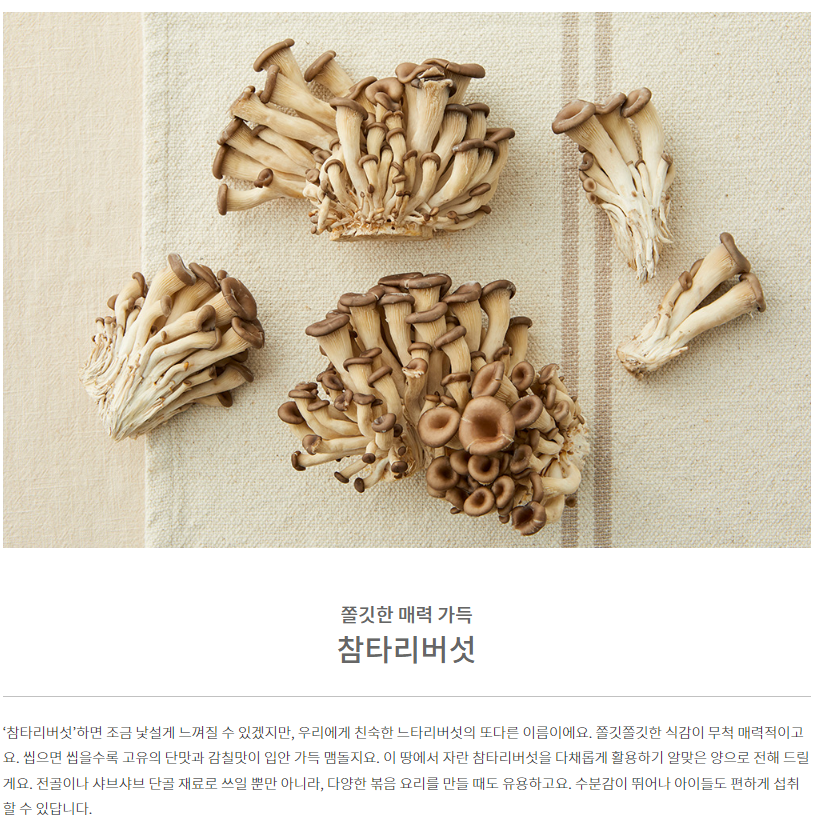 쫄깃한 매력 가득
참타리버섯
‘참타리버섯’하면 조금 낯설게 느껴질 수 있겠지만, 우리에게 친숙한 느타리버섯의 또다른 이름이에요. 쫄깃쫄깃한 식감이 무척 매력적이고
요. 씹으면 씹을수록 고유의 단맛과 감칠맛이 입안 가득 맴돌지요. 이 땅에서 자란 참타리버섯을 다채롭게 활용하기 알맞은 양으로 전해 드릴
게요. 전골이나 샤브샤브 단골 재료로 쓰일 뿐만 아니라, 다양한 볶음 요리를 만들 때도 유용하고요. 수분감이 뛰어나 아이들도 편하게 섭취
할 수 있답니다.